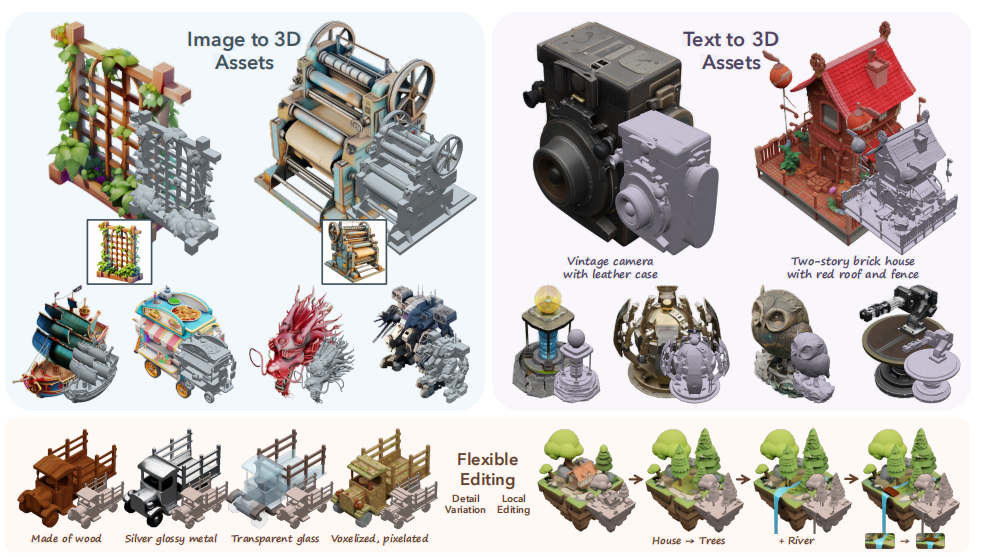 Image to 3D
Assets
Text to 3D
Assets
Vintage camera
with leather case
Two-story brick house
with red roof and fence
Flexible
Editing
Detail
Variation
Local
Editing
Made of wood
Silver glossy metal
Transparent glass
Voxelized, pixelated
House → Trees
+ River